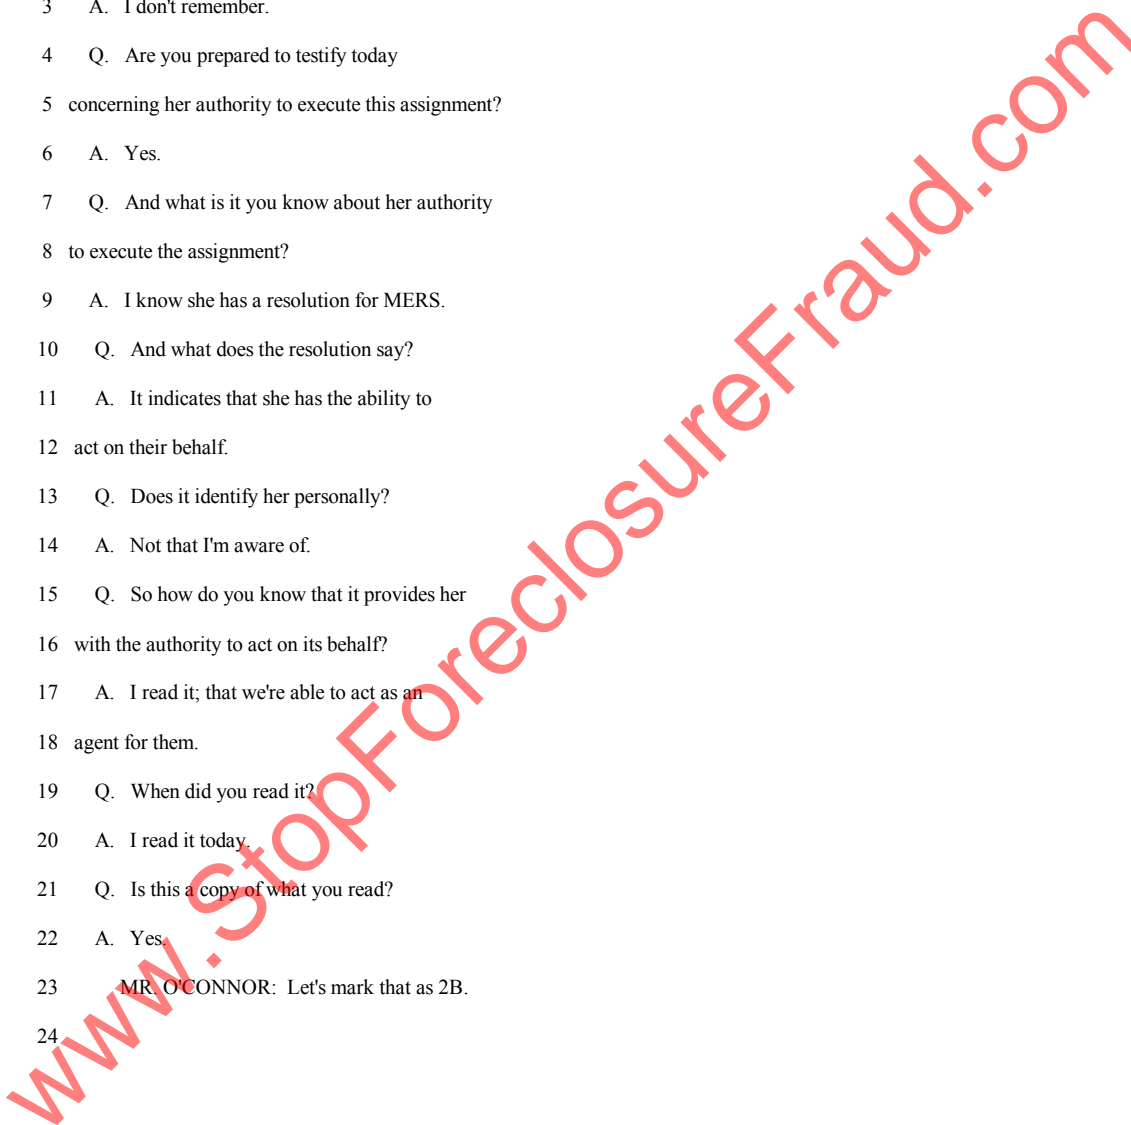 3 A. I don't remember.
4 Q. Are you prepared to testify today
5 concerning her authority to execute this assignment?
6 A. Yes.
7 Q. And what is it you know about her authority
8 to execute the assignment?
9 A. I know she has a resolution for MERS.
10 Q. And what does the resolution say?
11 A. It indicates that she has the ability to
12 act on their behalf.
13 Q. Does it identify her personally?
14 A. Not that I'm aware of.
15 Q. So how do you know that it provides her
16 with the authority to act on its behalf?
17 A. I read it; that we're able to act as an
18 agent for them.
19 Q. When did you read it?
20 A. I read it today.
21 Q. Is this a copy of what you read?
22 A. Yes.
23 MR. O'CONNOR: Let's mark that as 2B.
24
www.StopForeclosureFraud.com